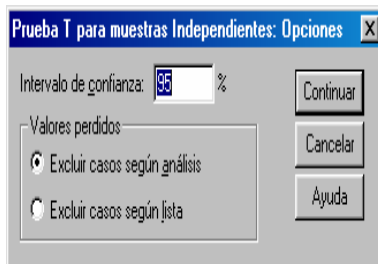 Prueba T para muestras Independientes: Opciones
Intervalo de confianza: 95 %
Continuar
Valores perdidos
Cancelar
Excluir casos según análisis
Ayuda
Excluir casos según lista